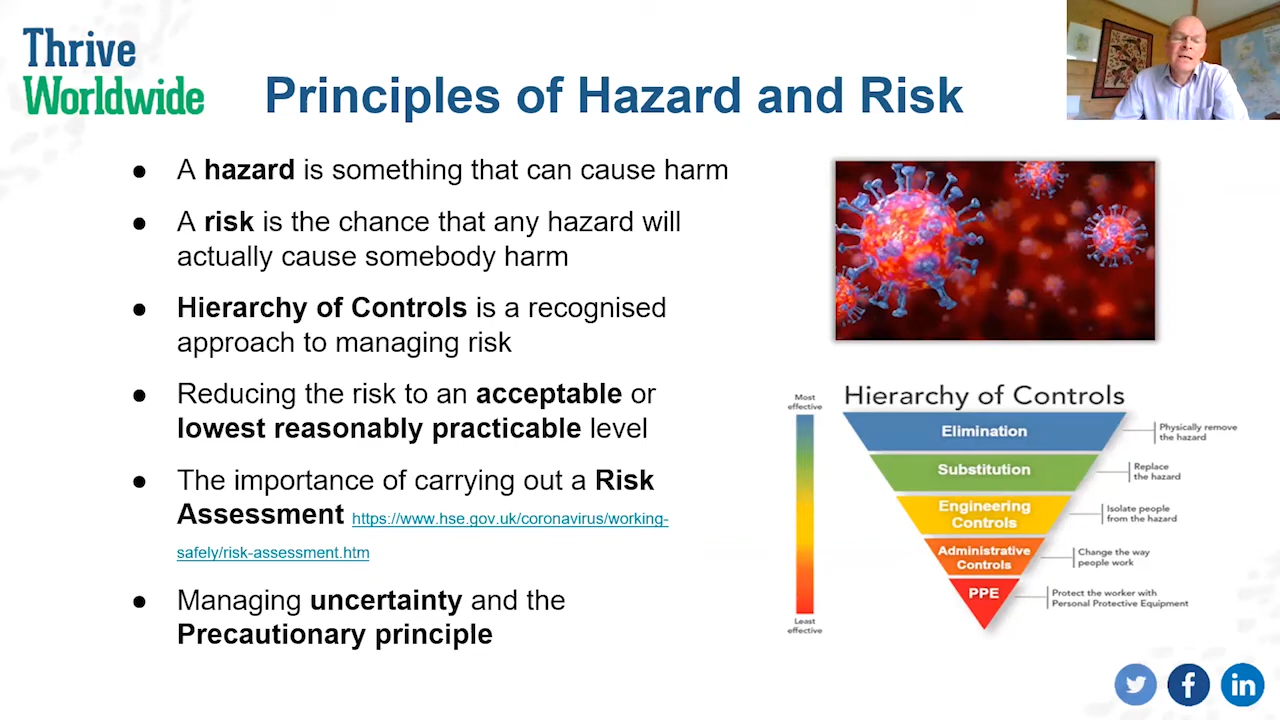 Thrive
Worldwide
Principles of Hazard and Risk
● A hazard is something that can cause harm
● A risk is the chance that any hazard will
actually cause somebody harm
● Hierarchy of Controls is a recognised
approach to managing risk
● Reducing the risk to an acceptable or
lowest reasonably practicable level
● The importance of carrying out a Risk
Assessment https://www.hse.gov.uk/coronavirus/working-
safely/risk-assessment.htm
● Managing uncertainty and the
Precautionary principle
Hierarchy of Controls
Most
effective
Least
effective
Elimination
Physically remove
the hazard
Substitution
Replace
the hazard
Engineering
Controls
Isolate people
from the hazard
Administrative
Controls
Change the way
people work
PPE
Protect the worker with
Personal Protective Equipment
f
in